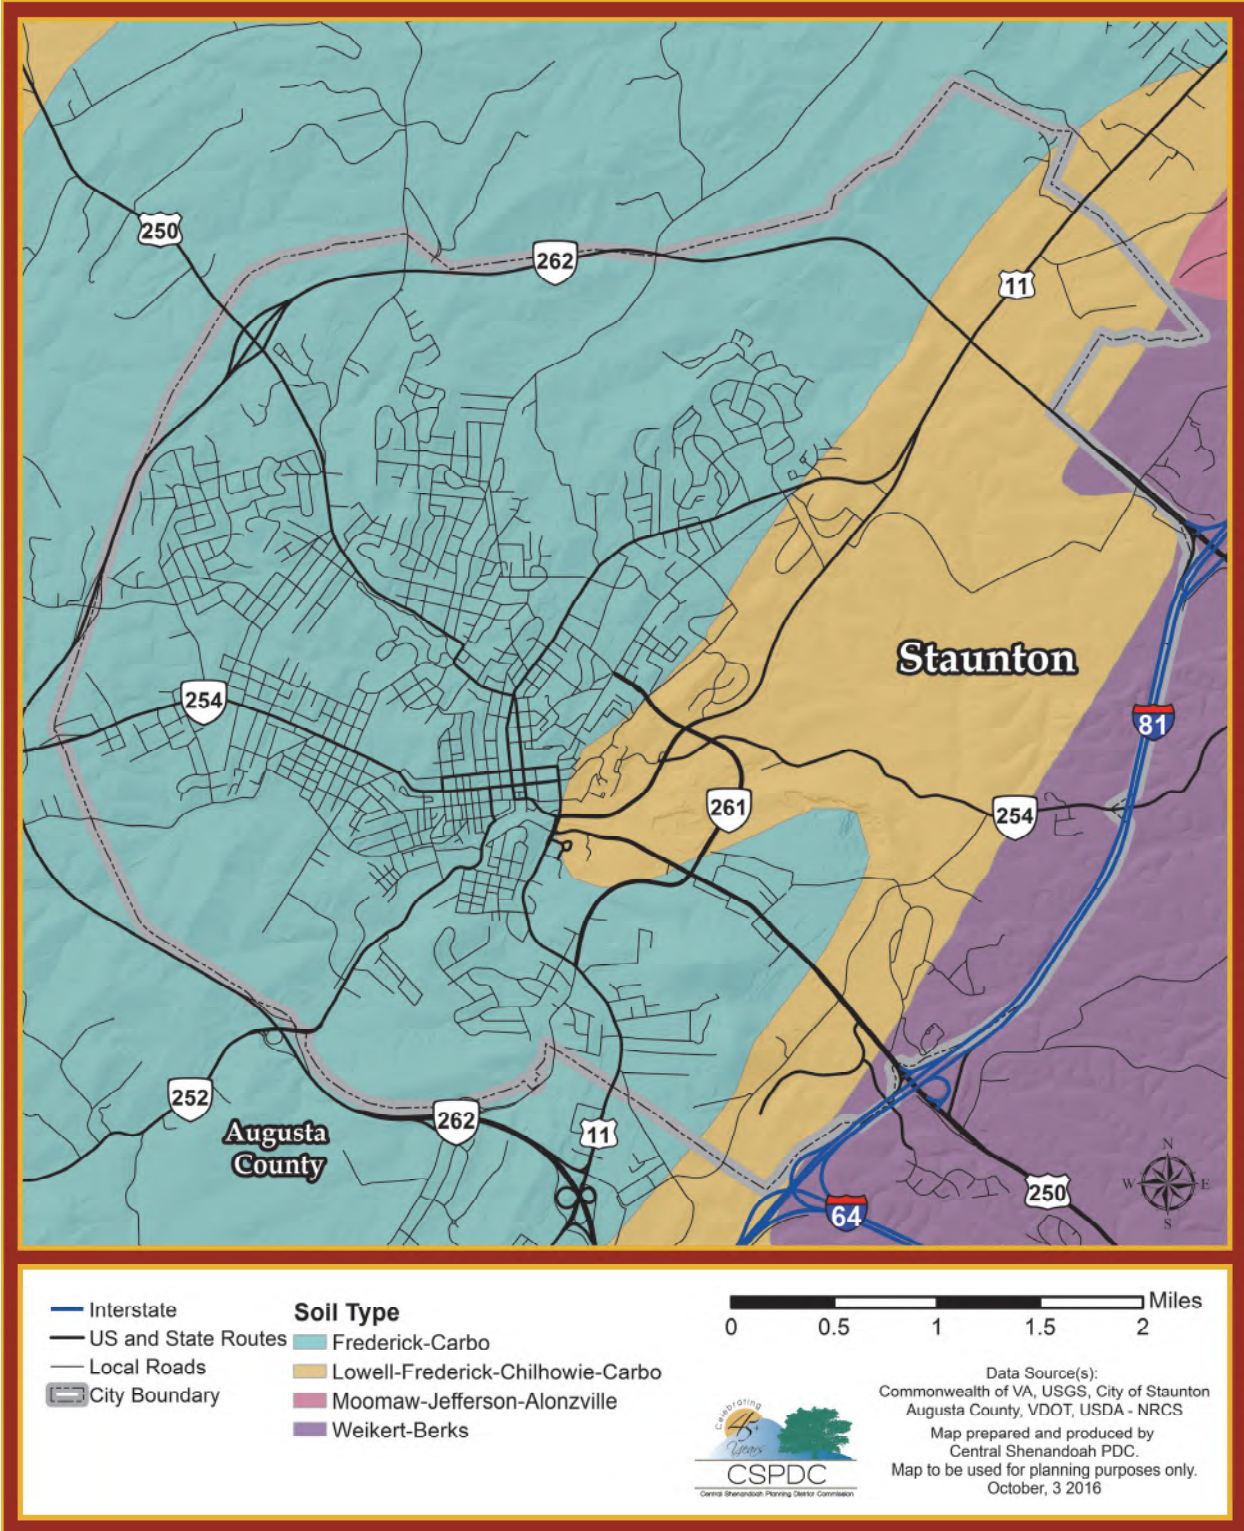 250
262
11
254
Staunton
81
261
254
252
Augusta
County
262
11
N
W E
S
250
64
Interstate
US and State Routes
Local Roads
City Boundary
Soil Type
Frederick-Carbo
Lowell-Frederick-Chilhowie-Carbo
Moomaw-Jefferson-Alonzville
Weikert-Berks
Miles
0 0.5 1 1.5 2
Data Source(s):
Commonwealth of VA, USGS, City of Staunton
Augusta County, VDOT, USDA - NRCS
Map prepared and produced by
Central Shenandoah PDC.
Map to be used for planning purposes only.
October, 3 2016
Celebrating
45+
Years
CSPDC
Central Shenandoah Planning District Commission